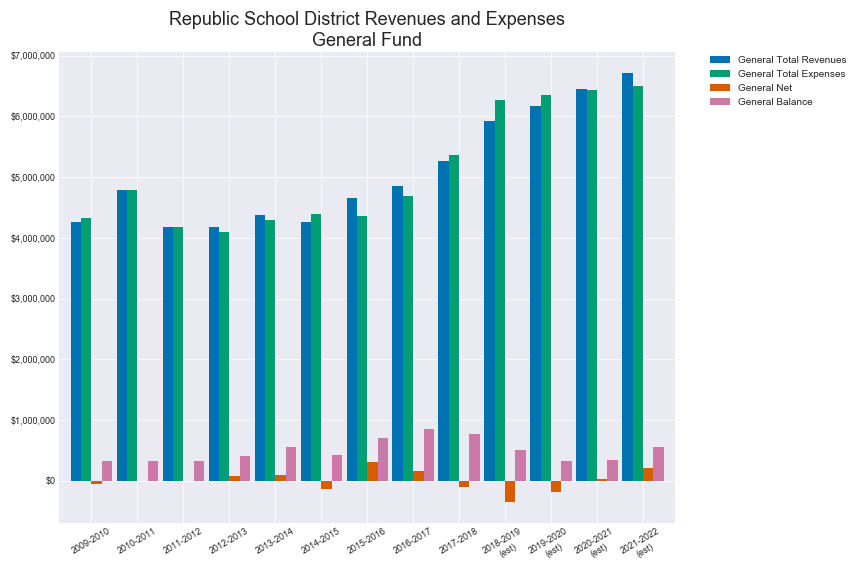 Republic School District Revenues and Expenses
General Fund
General Total Revenues
General Total Expenses
General Net
General Balance
$7,000,000
$6,000,000
$5,000,000
$4,000,000
$3,000,000
$2,000,000
$1,000,000
$0
2009-2010
2010-2011
2011-2012
2012-2013
2013-2014
2014-2015
2015-2016
2016-2017
2017-2018
2018-2019
(est)
2019-2020
(est)
2020-2021
(est)
2021-2022
(est)